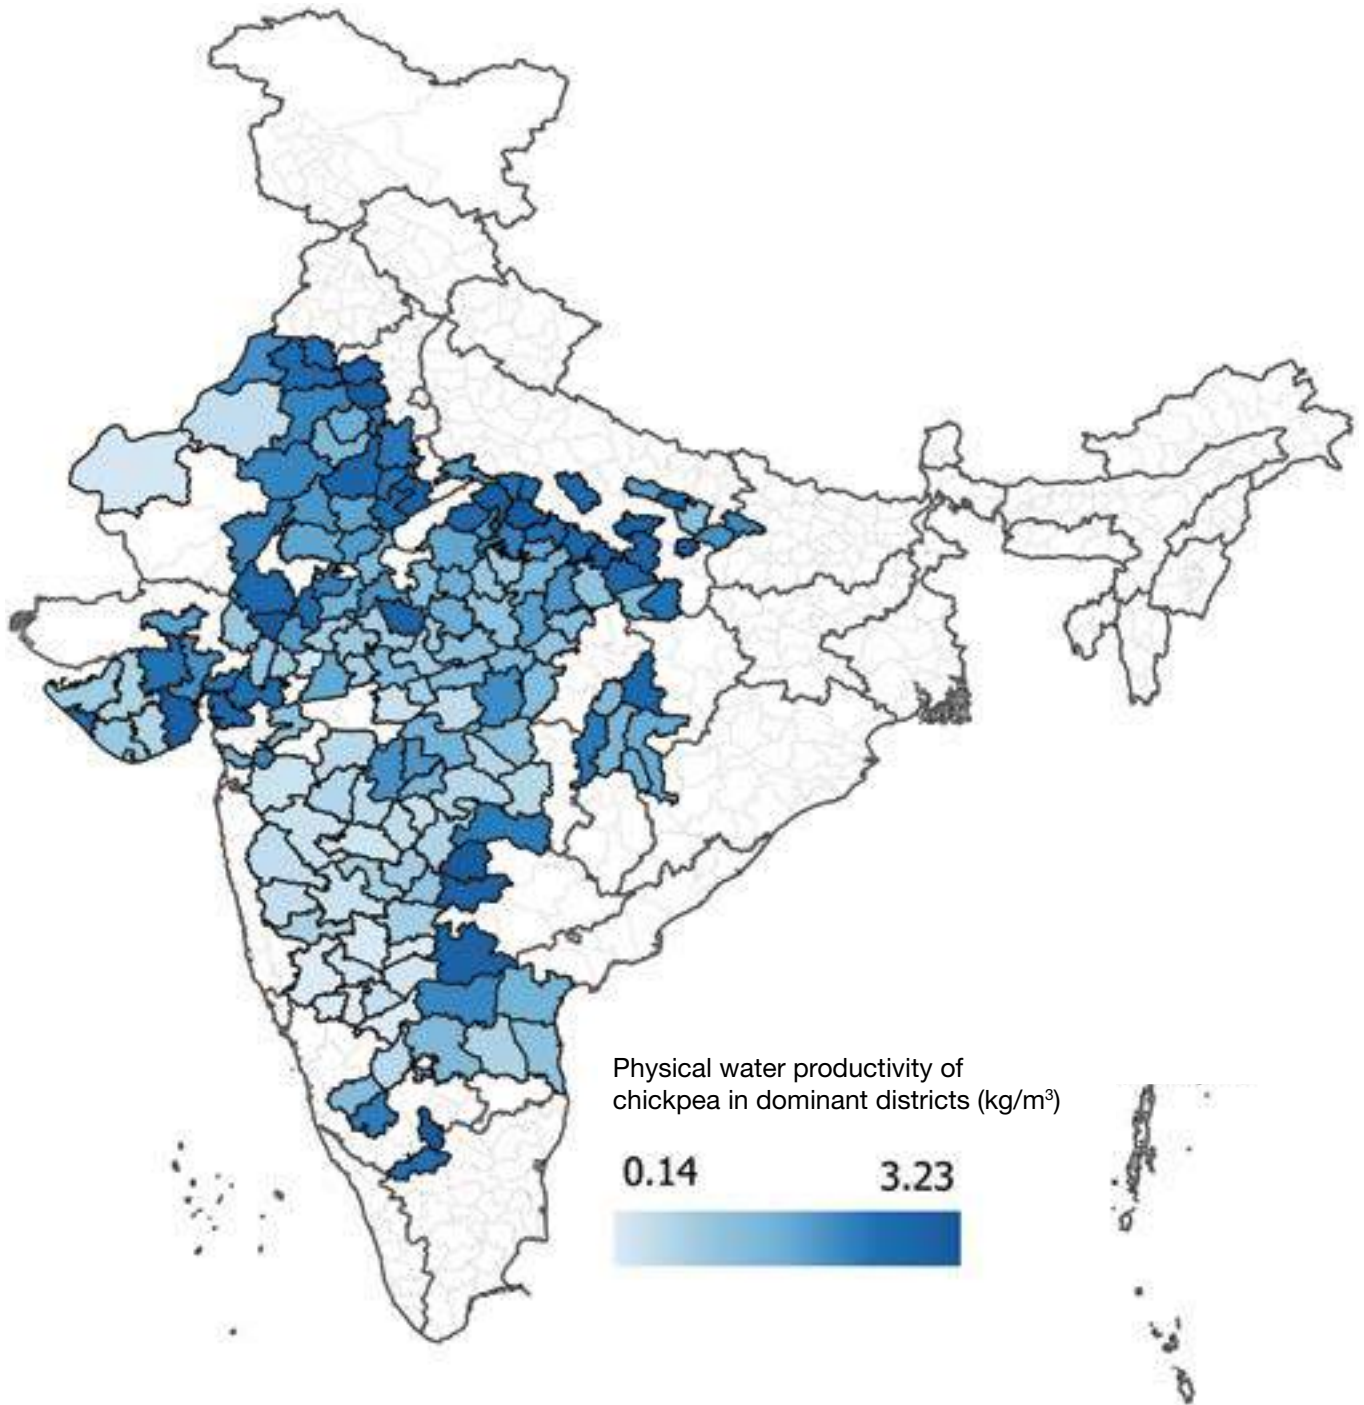 Physical water productivity of
chickpea in dominant districts (kg/m³)
0.14 3.23